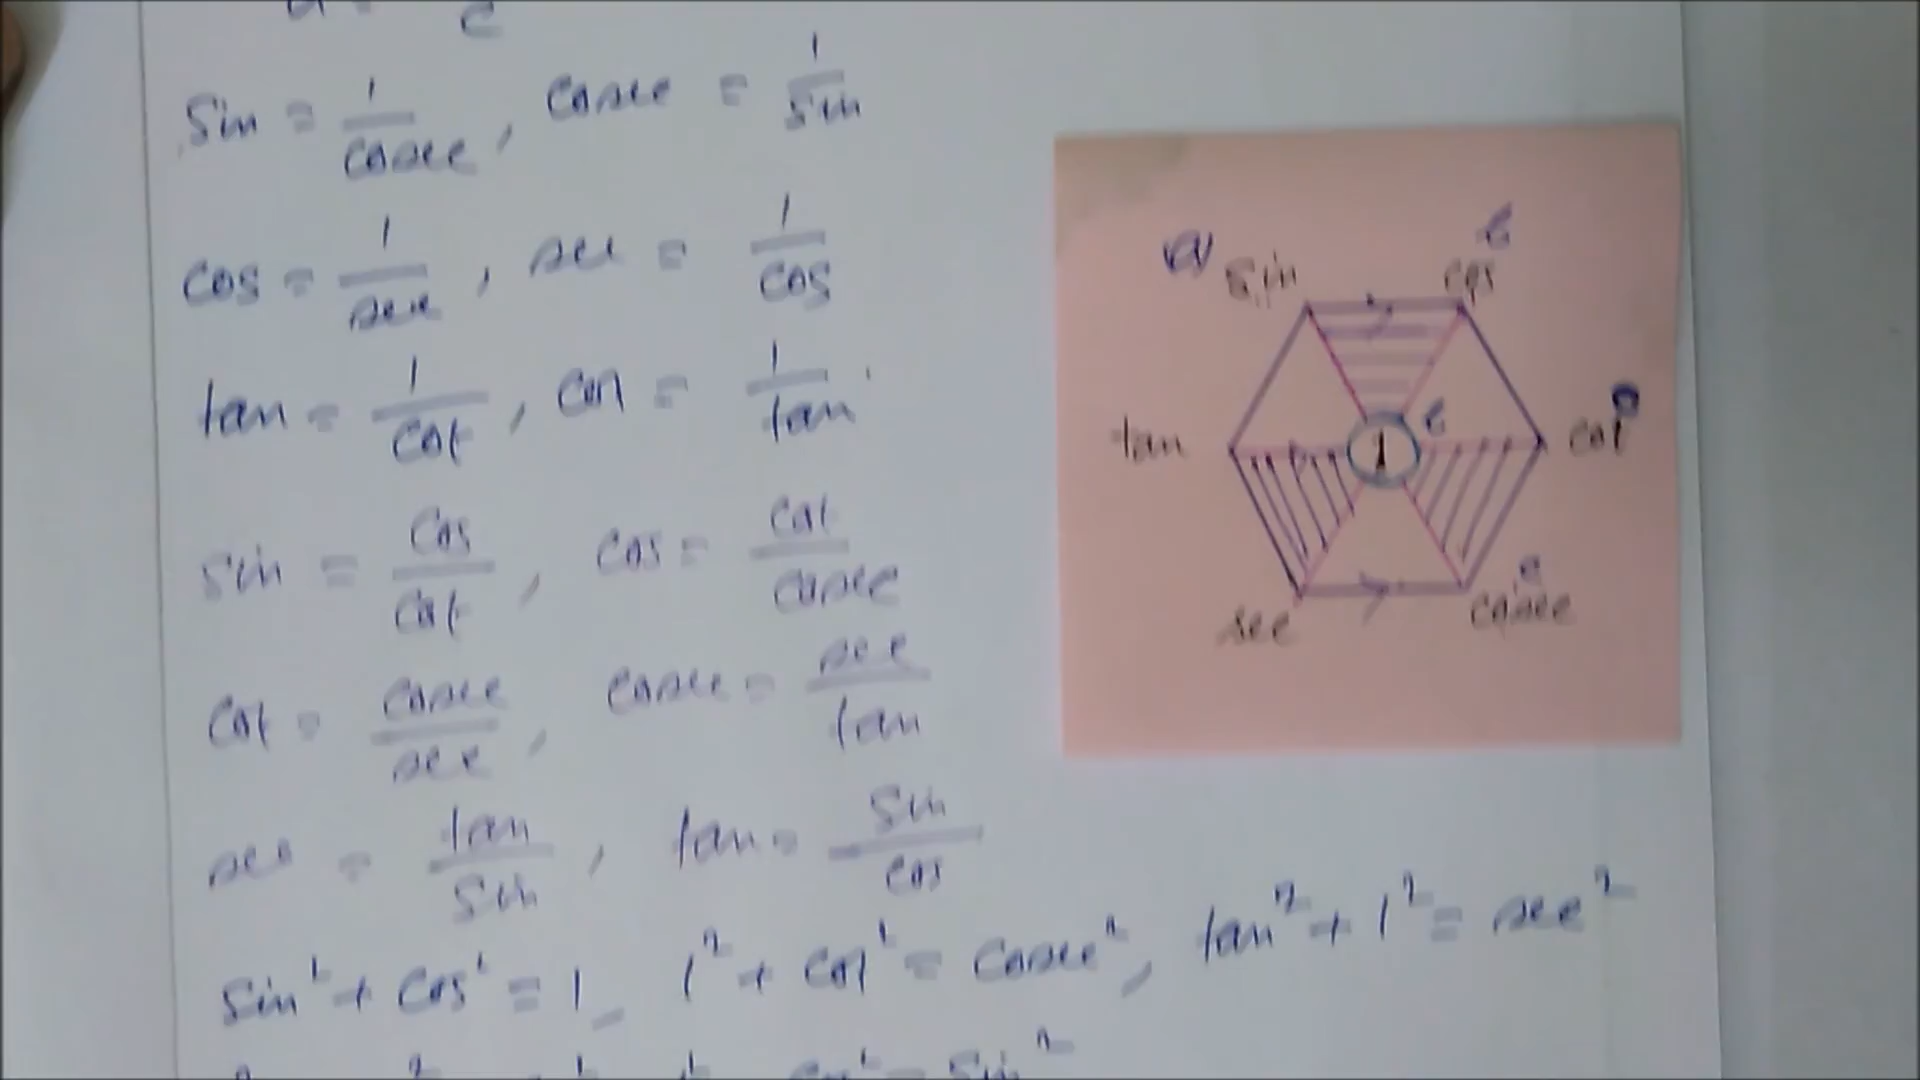 sin = 1/cosec, cosec = 1/sin
cos = 1/sec, sec = 1/cos
tan = 1/cot, cot = 1/tan
sin = cos/cot, cos = cot/cosec
cot = cosec/sec, cosec = sec/tan
sec = tan/sin, tan = sin/cos
sin² + cos² = 1, 1² + cot² = cosec², tan² + 1² = sec²
a sin cos b
tan 1 b cot
sec cosec c